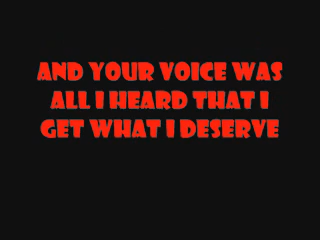 AND YOUR VOICE WAS
ALL I HEARD THAT I
GET WHAT I DESERVE